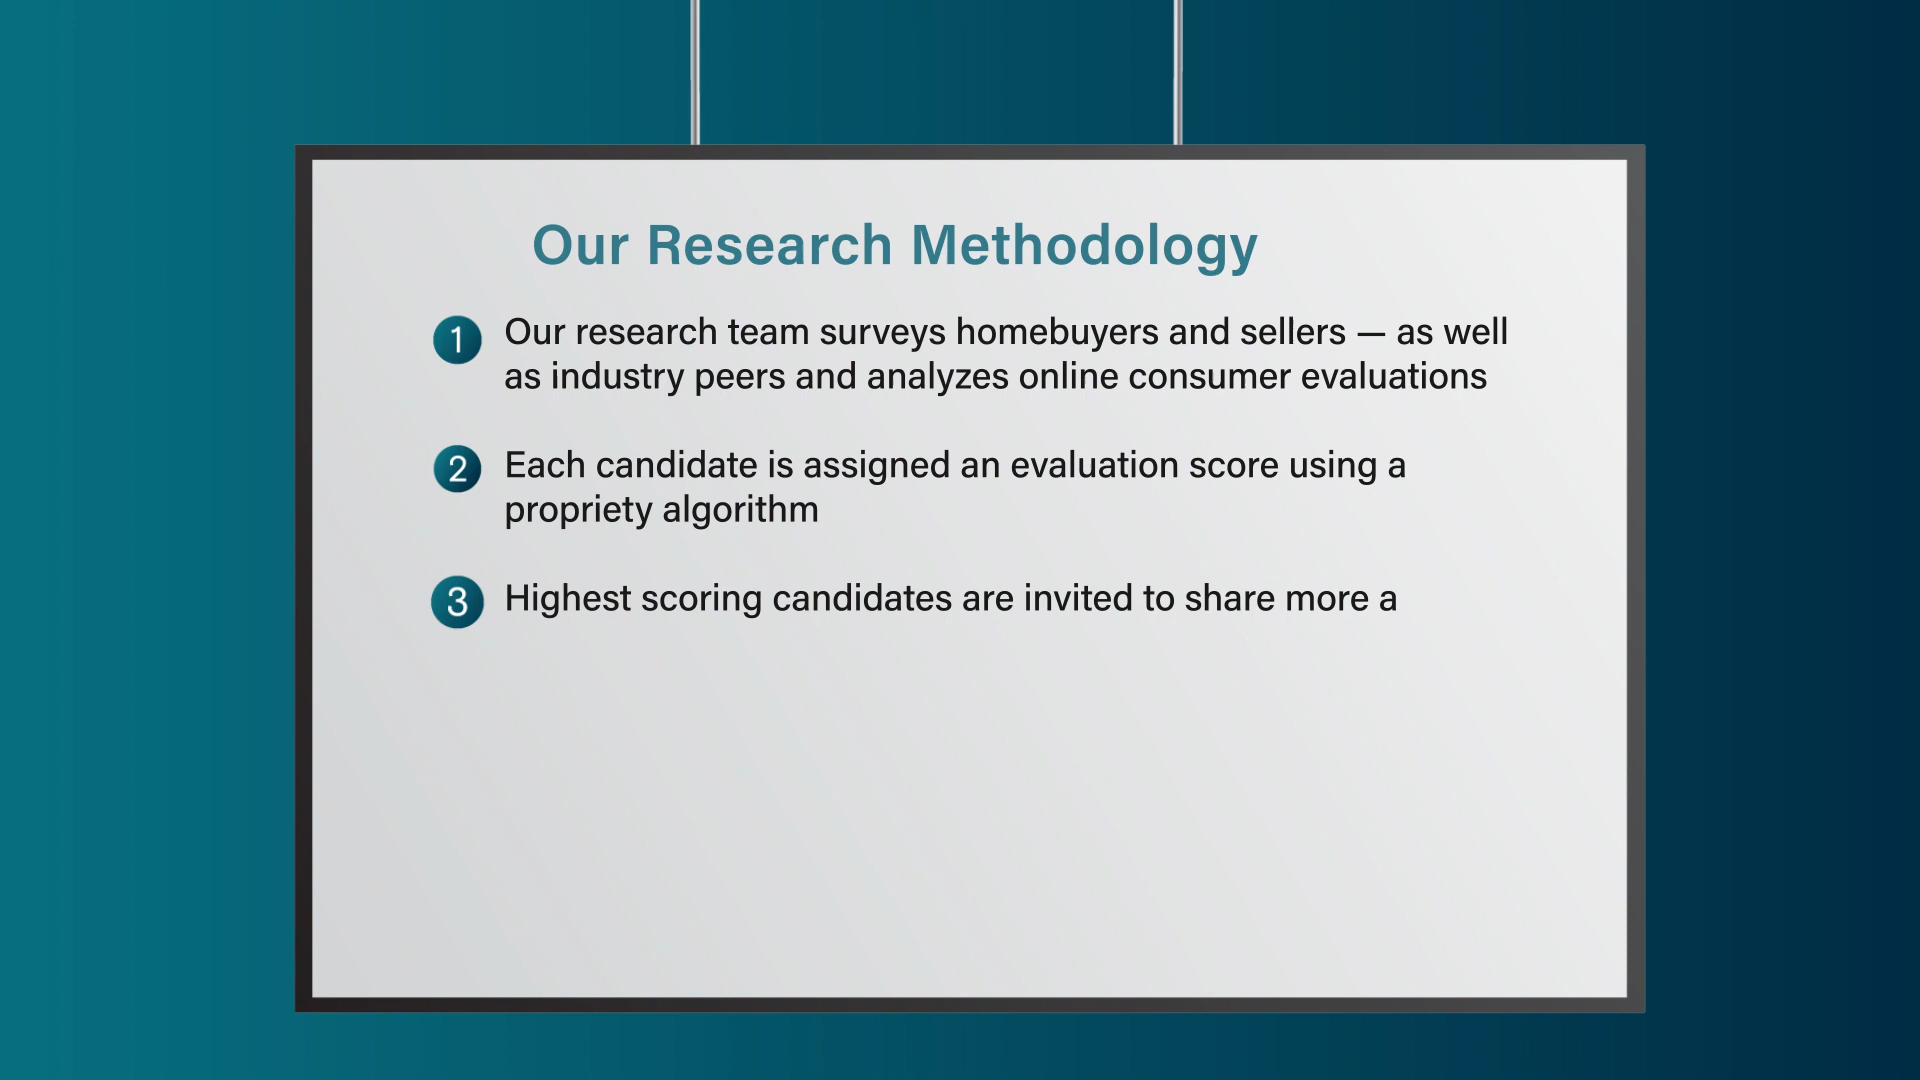 Our Research Methodology
1 Our research team surveys homebuyers and sellers — as well
as industry peers and analyzes online consumer evaluations
2 Each candidate is assigned an evaluation score using a
propriety algorithm
3 Highest scoring candidates are invited to share more a